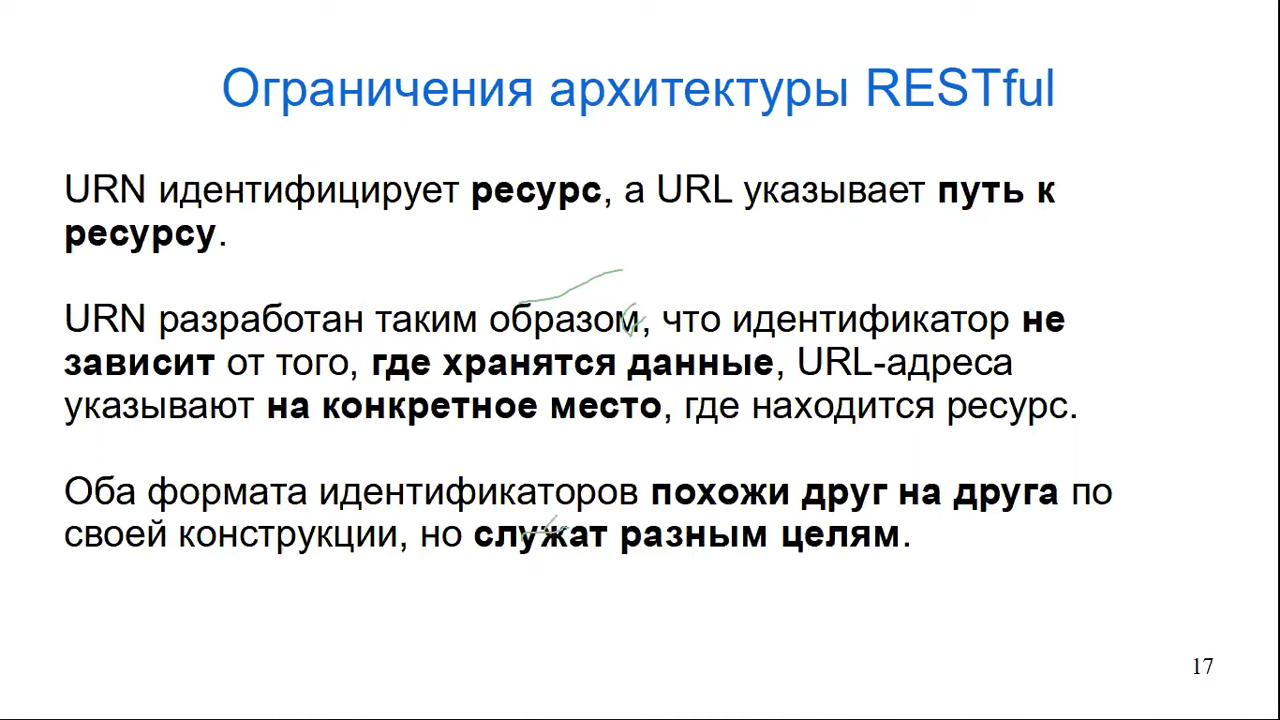 Ограничения архитектуры RESTful
URN идентифицирует ресурс, а URL указывает путь к
ресурсу.
URN разработан таким образом, что идентификатор не
зависит от того, где хранятся данные, URL-адреса
указывают на конкретное место, где находится ресурс.
Оба формата идентификаторов похожи друг на друга по
своей конструкции, но служат разным целям.
17